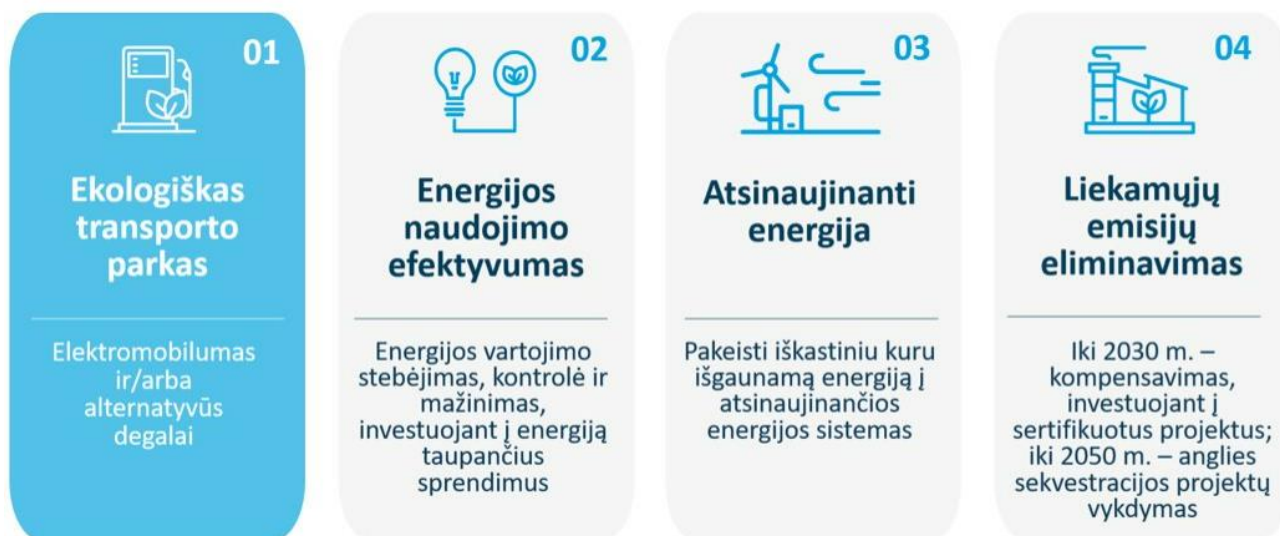 01
Ekologiškas
transporto
parkas
Elektromobilumas
ir/arba
alternatyvūs
degalai
02
Energijos
naudojimo
efektyvumas
Energijos vartojimo
stebėjimas, kontrolė ir
mažinimas,
investuojant į energiją
taupančius
sprendimus
03
Atsinaujinanti
energija
Pakeisti iškastiniu kuru
išgaunamą energiją į
atsinaujinančios
energijos sistemas
04
Liekamųjų
emisijų
eliminavimas
Iki 2030 m. –
kompensavimas,
investuojant į
sertifikuotus projektus;
iki 2050 m. – anglies
sekvestracijos projektų
vykdymas